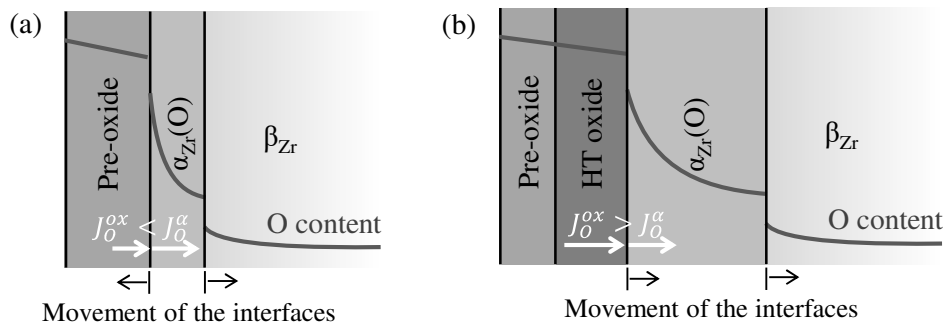 (a)
Pre-oxide
α_Zr(O)
β_Zr
J_O^ox < J_O^α
O content
Movement of the interfaces
(b)
Pre-oxide
HT oxide
α_Zr(O)
β_Zr
J_O^ox > J_O^α
O content
Movement of the interfaces